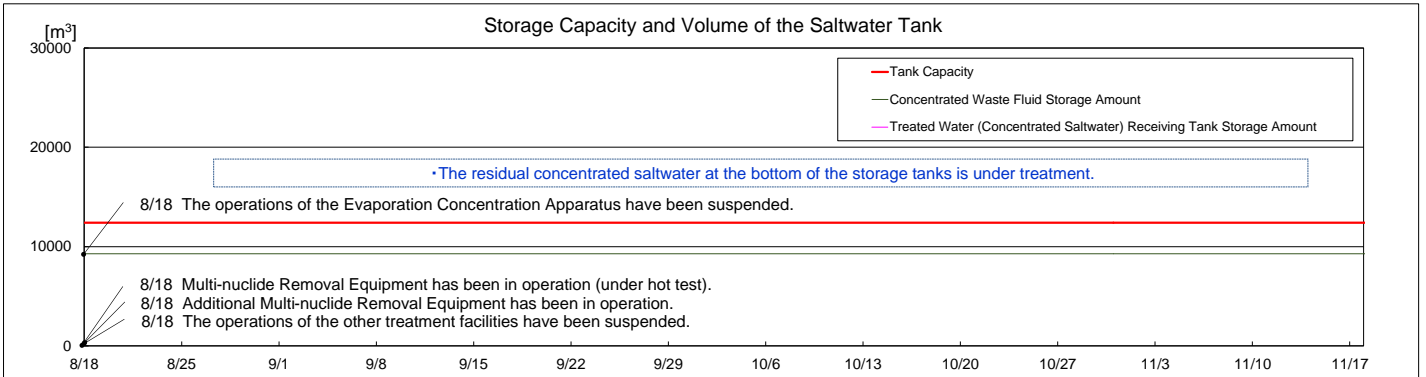 Storage Capacity and Volume of the Saltwater Tank
[m³]
30000
Tank Capacity
Concentrated Waste Fluid Storage Amount
Treated Water (Concentrated Saltwater) Receiving Tank Storage Amount
20000
・The residual concentrated saltwater at the bottom of the storage tanks is under treatment.
8/18 The operations of the Evaporation Concentration Apparatus have been suspended.
10000
8/18 Multi-nuclide Removal Equipment has been in operation (under hot test).
8/18 Additional Multi-nuclide Removal Equipment has been in operation.
8/18 The operations of the other treatment facilities have been suspended.
0
8/18 8/25 9/1 9/8 9/15 9/22 9/29 10/6 10/13 10/20 10/27 11/3 11/10 11/17